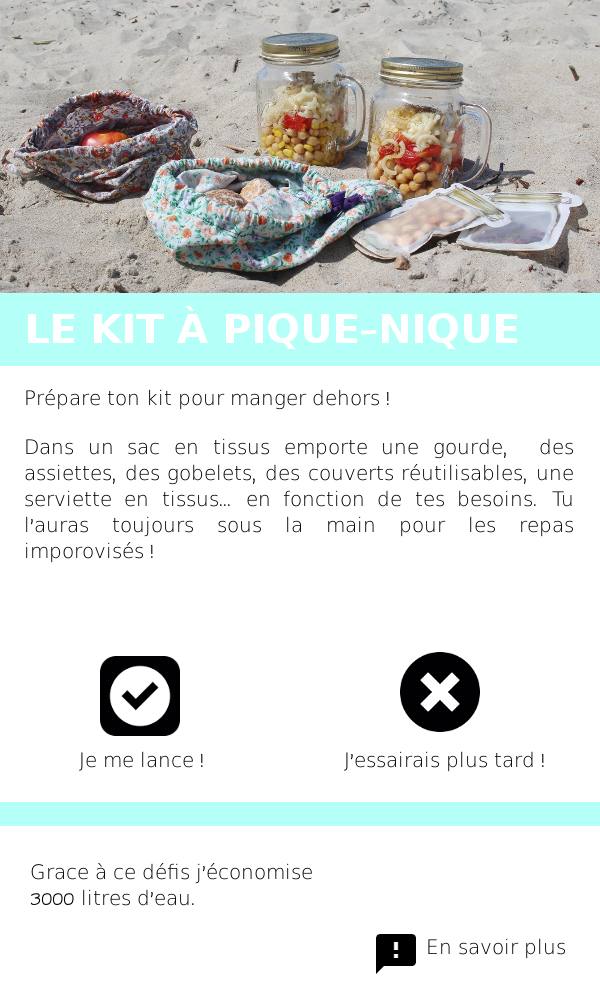 LE KIT À PIQUE-NIQUE
Prépare ton kit pour manger dehors !
Dans un sac en tissus emporte une gourde, des
assiettes, des gobelets, des couverts réutilisables, une
serviette en tissus... en fonction de tes besoins. Tu
l'auras toujours sous la main pour les repas
imporovisés !
Je me lance !
J'essairais plus tard !
Grace à ce défis j'économise
3000 litres d'eau.
En savoir plus